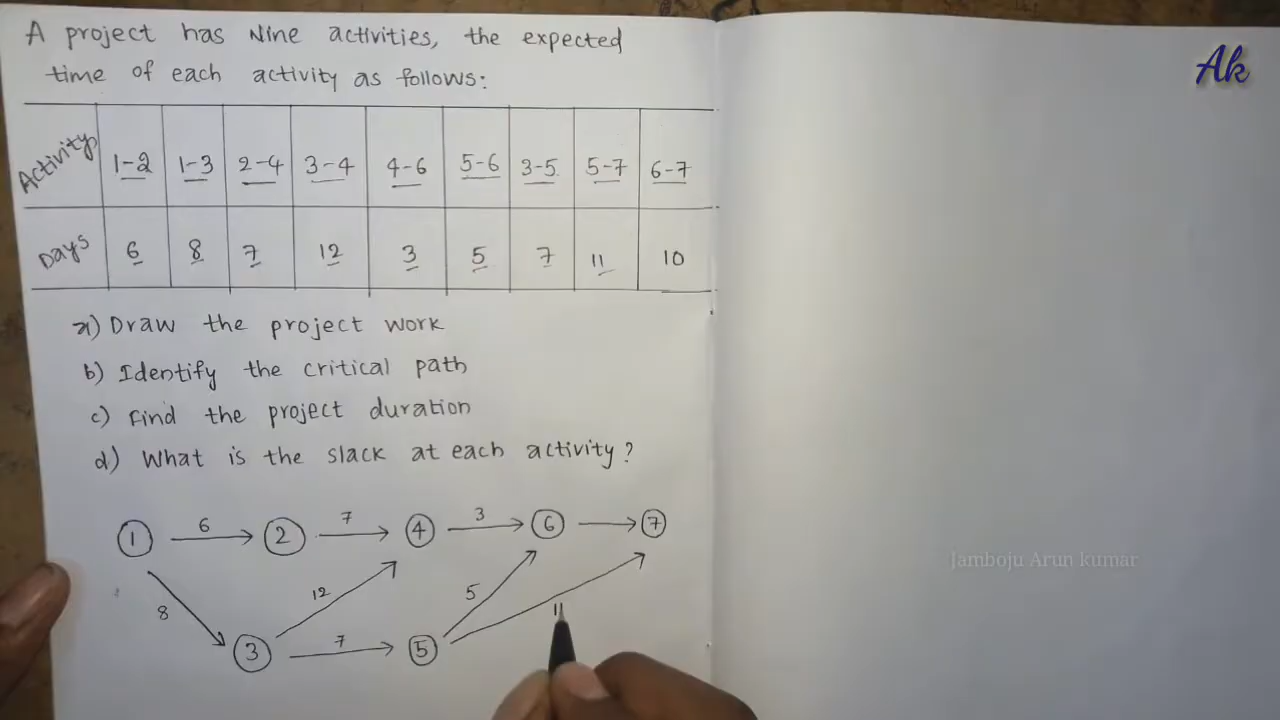 A project has Nine activities, the expected
time of each activity as follows:
Activity 1-2 1-3 2-4 3-4 4-6 5-6 3-5 5-7 6-7
Days 6 8 7 12 3 5 7 11 10
a) Draw the project work
b) Identify the critical path
c) Find the project duration
d) What is the slack at each activity?
1 6 2 7 4 3 6 7
8 12 5 11
3 7 5
Ak
Jamboju Arun kumar